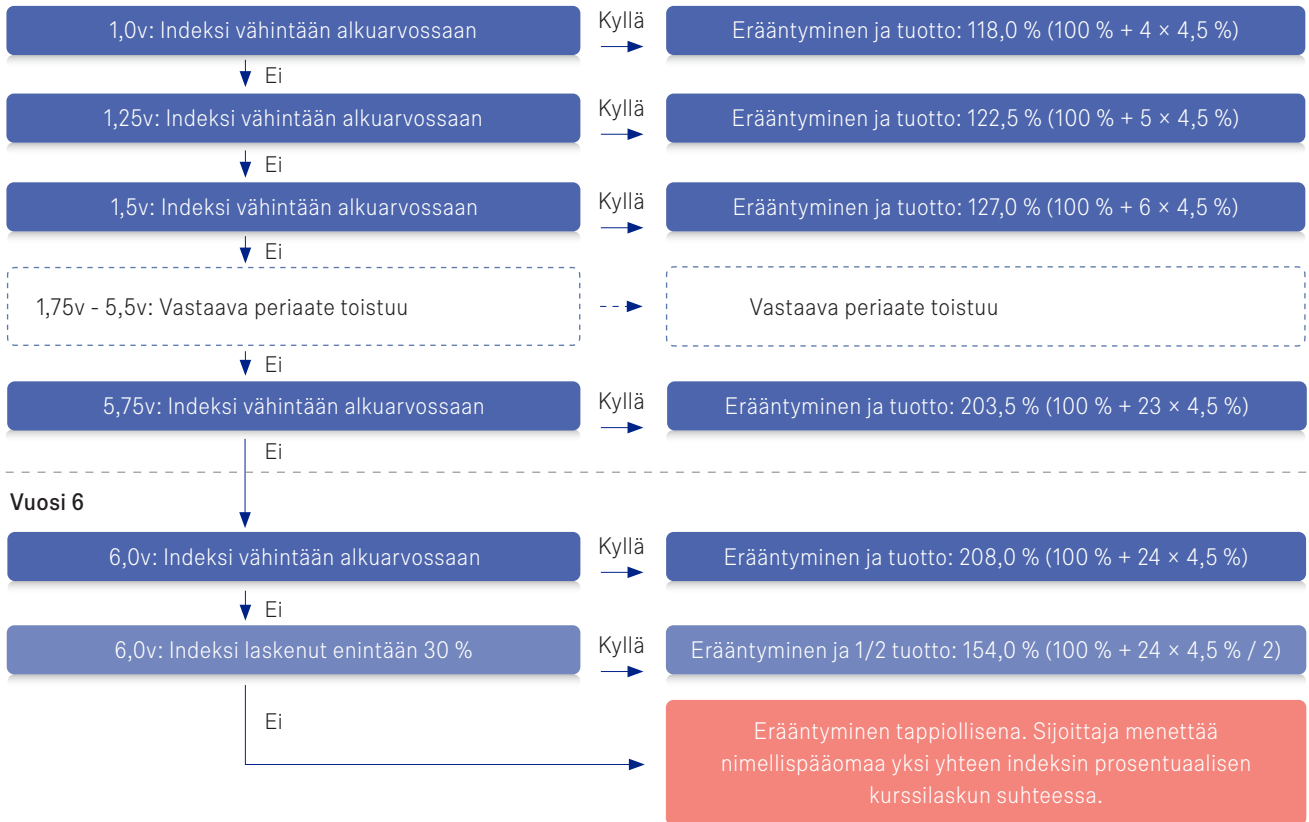 1,0v: Indeksi vähintään alkuarvossaan
Kyllä
Erääntyminen ja tuotto: 118,0 % (100 % + 4 × 4,5 %)
Ei
1,25v: Indeksi vähintään alkuarvossaan
Kyllä
Erääntyminen ja tuotto: 122,5 % (100 % + 5 × 4,5 %)
Ei
1,5v: Indeksi vähintään alkuarvossaan
Kyllä
Erääntyminen ja tuotto: 127,0 % (100 % + 6 × 4,5 %)
Ei
1,75v - 5,5v: Vastaava periaate toistuu
Vastaava periaate toistuu
Ei
5,75v: Indeksi vähintään alkuarvossaan
Kyllä
Erääntyminen ja tuotto: 203,5 % (100 % + 23 × 4,5 %)
Ei
Vuosi 6
6,0v: Indeksi vähintään alkuarvossaan
Kyllä
Erääntyminen ja tuotto: 208,0 % (100 % + 24 × 4,5 %)
Ei
6,0v: Indeksi laskenut enintään 30 %
Kyllä
Erääntyminen ja 1/2 tuotto: 154,0 % (100 % + 24 × 4,5 % / 2)
Ei
Erääntyminen tappiollisena. Sijoittaja menettää
nimellispääomaa yksi yhteen indeksin prosentuaalisen
kurssilaskun suhteessa.